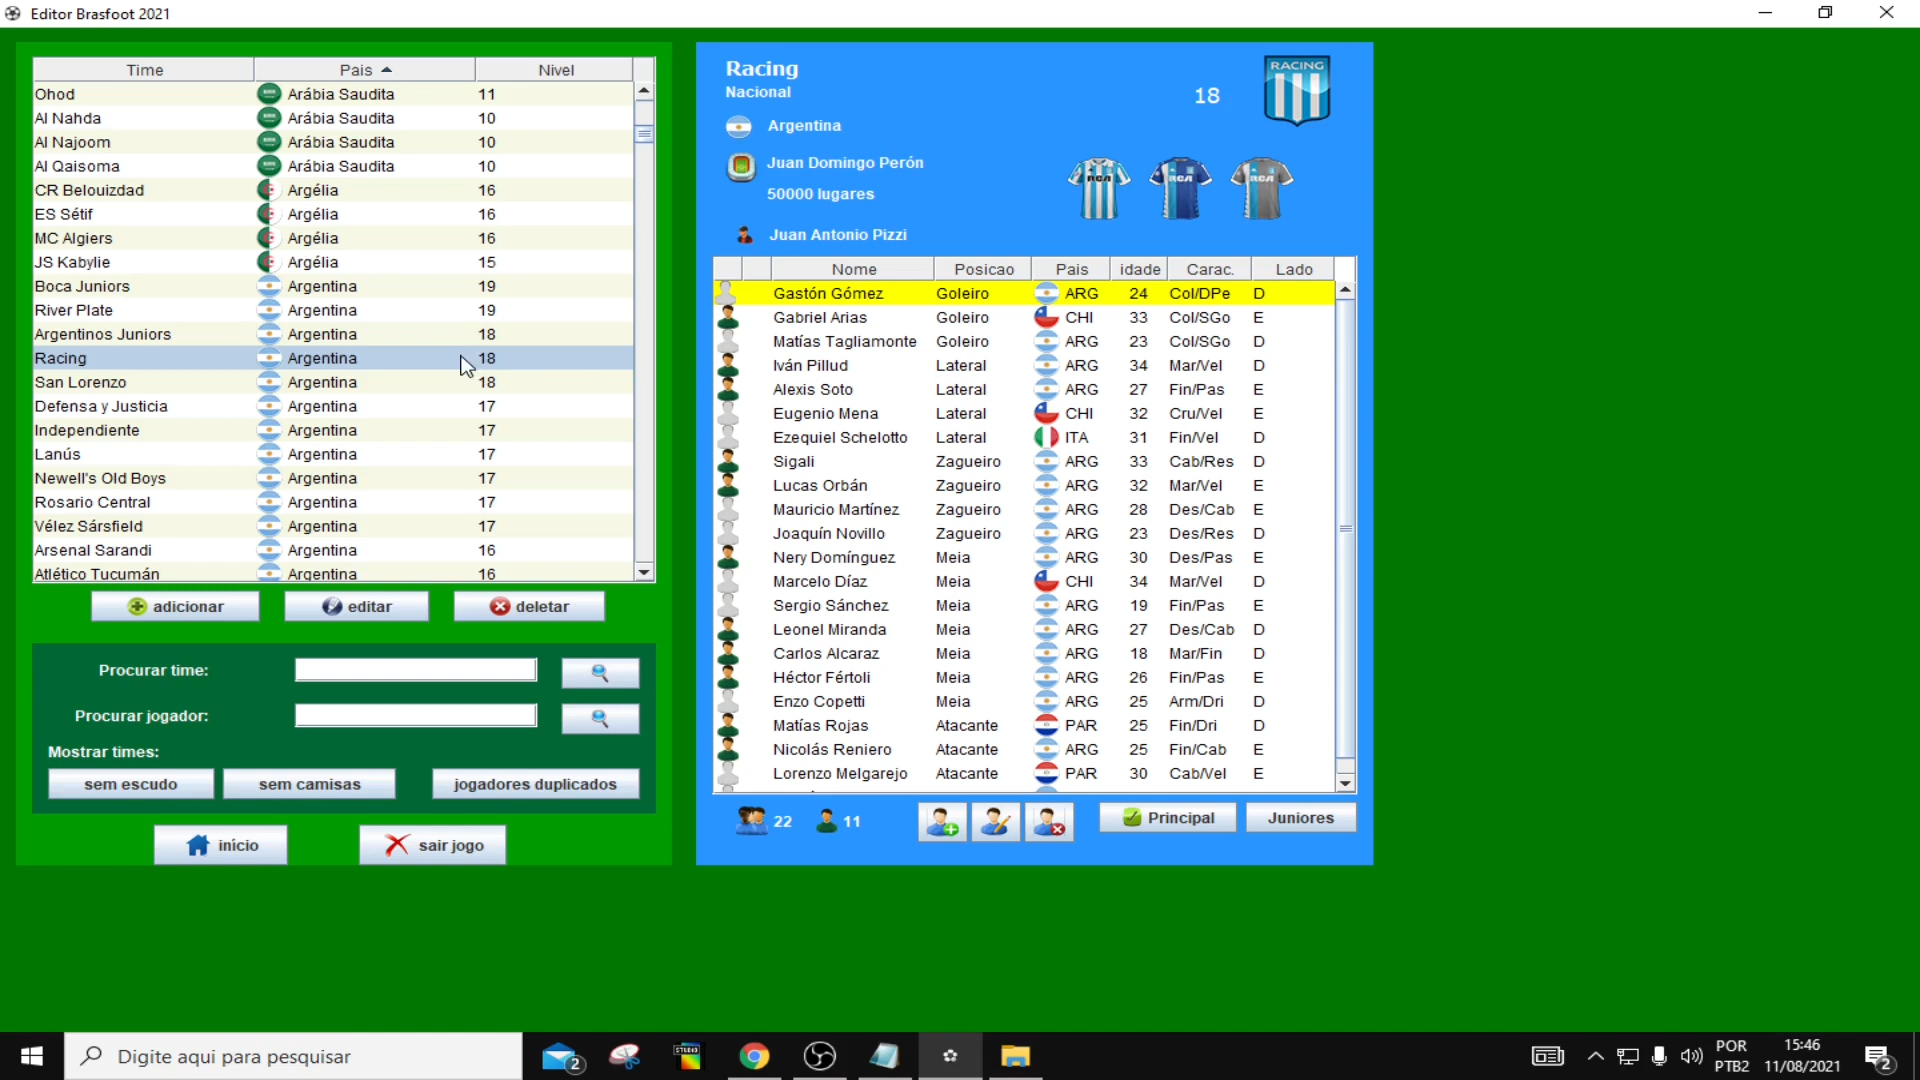 Editor Brasfoot 2021
Time Pais Nivel
Ohod Arábia Saudita 11
Al Nahda Arábia Saudita 10
Al Najoom Arábia Saudita 10
Al Qaisoma Arábia Saudita 10
CR Belouizdad Argélia 16
ES Sétif Argélia 16
MC Algiers Argélia 16
JS Kabylie Argélia 15
Boca Juniors Argentina 19
River Plate Argentina 19
Argentinos Juniors Argentina 18
Racing Argentina 18
San Lorenzo Argentina 18
Defensa y Justicia Argentina 17
Independiente Argentina 17
Lanús Argentina 17
Newell's Old Boys Argentina 17
Rosario Central Argentina 17
Vélez Sársfield Argentina 17
Arsenal Sarandi Argentina 16
Atlético Tucumán Argentina 16
adicionar editar deletar
Procurar time:
Procurar jogador:
Mostrar times:
sem escudo sem camisas jogadores duplicados
início sair jogo
Racing
Nacional
18
RACING
Argentina
Juan Domingo Perón
50000 lugares
RCA RCA RCA
Juan Antonio Pizzi
Nome Posicao Pais idade Carac. Lado
Gastón Gómez Goleiro ARG 24 Col/DPe D
Gabriel Arias Goleiro CHI 33 Col/SGo E
Matías Tagliamonte Goleiro ARG 23 Col/SGo D
Iván Pillud Lateral ARG 34 Mar/Vel D
Alexis Soto Lateral ARG 27 Fin/Pas E
Eugenio Mena Lateral CHI 32 Cru/Vel E
Ezequiel Schelotto Lateral ITA 31 Fin/Vel D
Sigali Zagueiro ARG 33 Cab/Res D
Lucas Orbán Zagueiro ARG 32 Mar/Vel E
Mauricio Martínez Zagueiro ARG 28 Des/Cab E
Joaquín Novillo Zagueiro ARG 23 Des/Res D
Nery Domínguez Meia ARG 30 Des/Pas E
Marcelo Díaz Meia CHI 34 Mar/Vel D
Sergio Sánchez Meia ARG 19 Fin/Pas E
Leonel Miranda Meia ARG 27 Des/Cab D
Carlos Alcaraz Meia ARG 18 Mar/Fin D
Héctor Fértoli Meia ARG 26 Fin/Pas E
Enzo Copetti Meia ARG 25 Arm/Dri D
Matías Rojas Atacante PAR 25 Fin/Dri D
Nicolás Reniero Atacante ARG 25 Fin/Cab E
Lorenzo Melgarejo Atacante PAR 30 Cab/Vel E
22 11 Principal Juniores
Digite aqui para pesquisar
2
STUDIO
POR
PTB2
15:46
11/08/2021
2